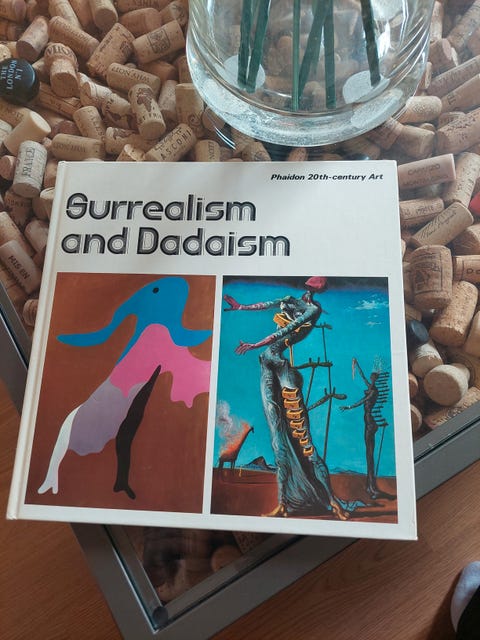 Phaidon 20th-century Art
Surrealism
and Dadaism